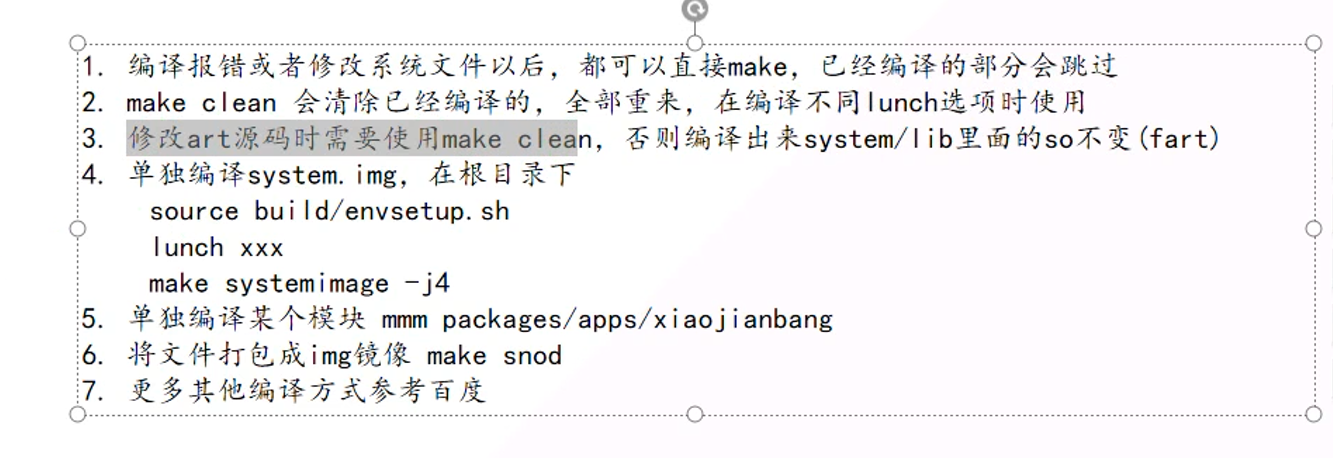 1. 编译报错或者修改系统文件以后，都可以直接make，已经编译的部分会跳过
2. make clean 会清除已经编译的，全部重来，在编译不同lunch选项时使用
3. 修改art源码时需要使用make clean，否则编译出来system/lib里面的so不变(fart)
4. 单独编译system.img，在根目录下
source build/envsetup.sh
lunch xxx
make systemimage -j4
5. 单独编译某个模块 mmm packages/apps/xiaojianbang
6. 将文件打包成img镜像 make snod
7. 更多其他编译方式参考百度